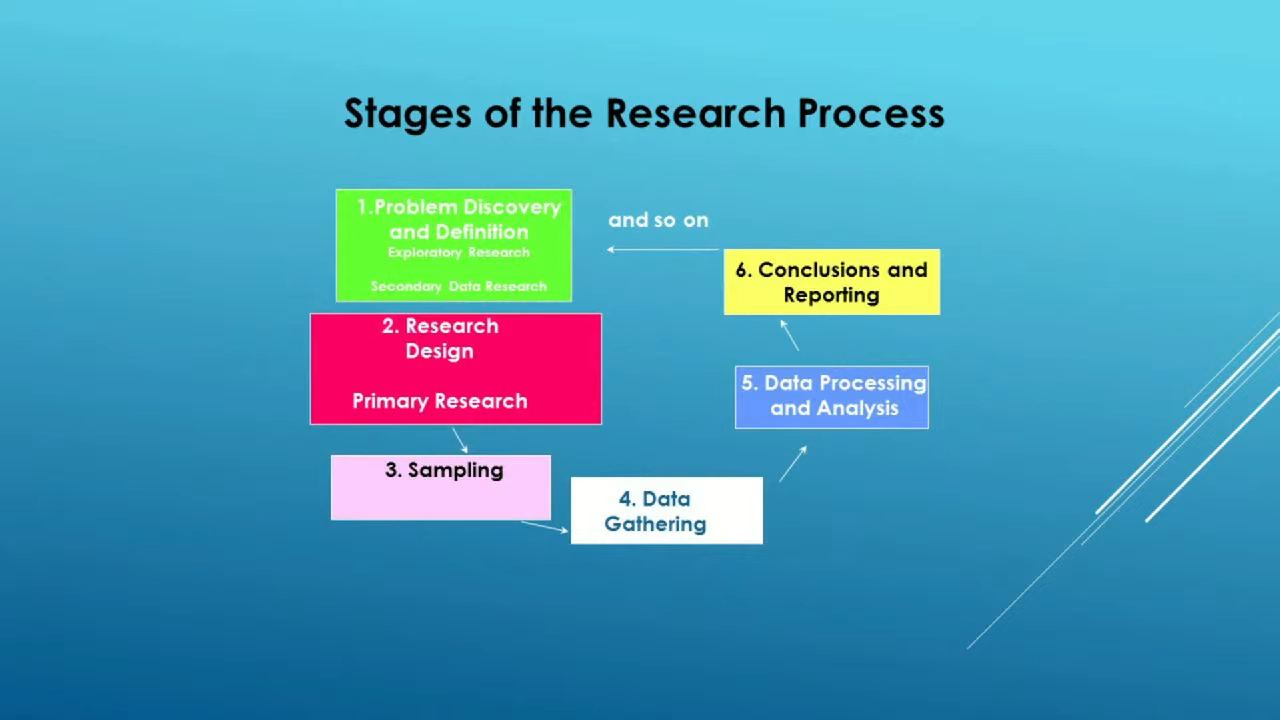 Stages of the Research Process
1.Problem Discovery
and Definition
Exploratory Research
Secondary Data Research
2. Research
Design
Primary Research
3. Sampling
4. Data
Gathering
5. Data Processing
and Analysis
6. Conclusions and
Reporting
and so on